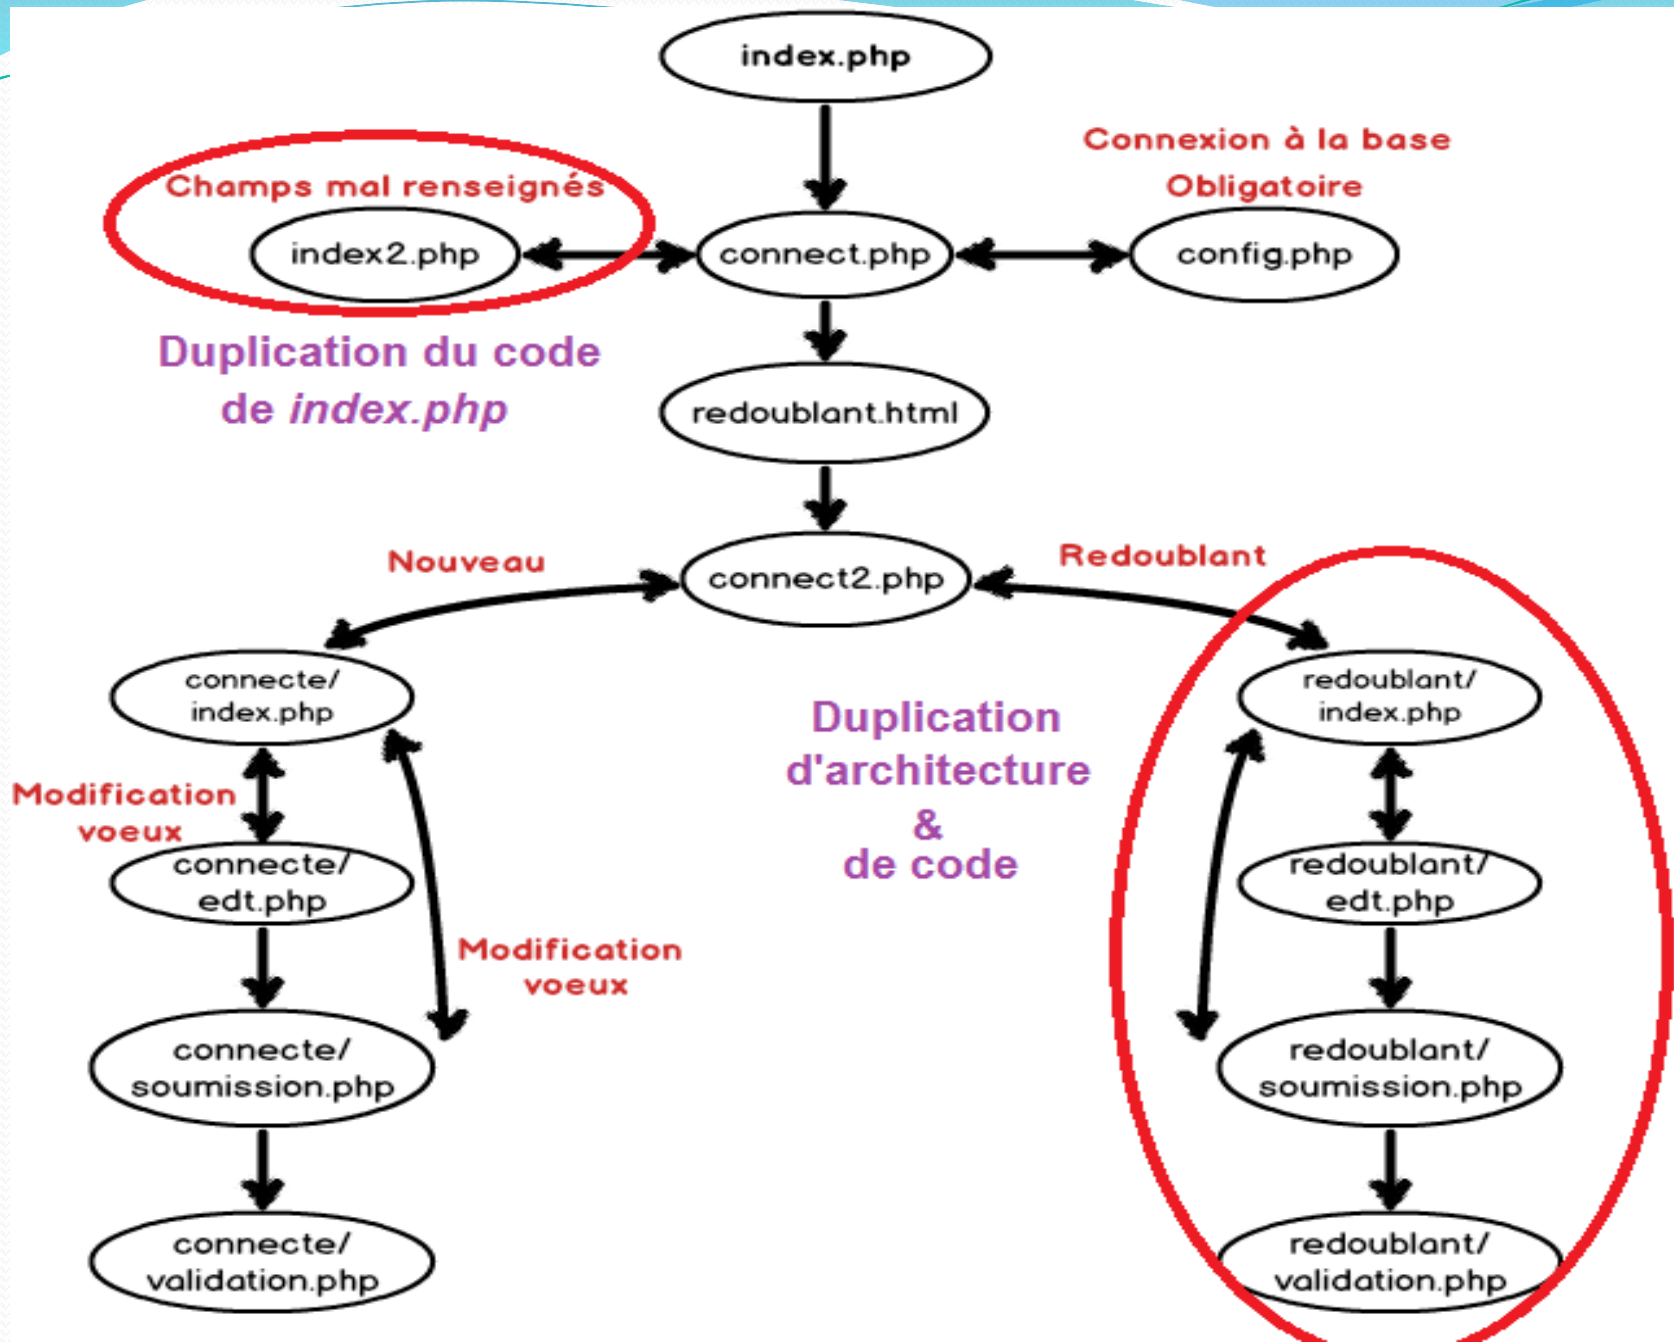 index.php
Connexion à la base
Obligatoire
Champs mal renseignés
index2.php
connect.php
config.php
Duplication du code
de index.php
redoublant.html
Nouveau
connect2.php
Redoublant
connecte/
index.php
redoublant/
index.php
Duplication
d'architecture
&
de code
Modification
voeux
connecte/
edt.php
redoublant/
edt.php
Modification
voeux
connecte/
soumission.php
redoublant/
soumission.php
connecte/
validation.php
redoublant/
validation.php